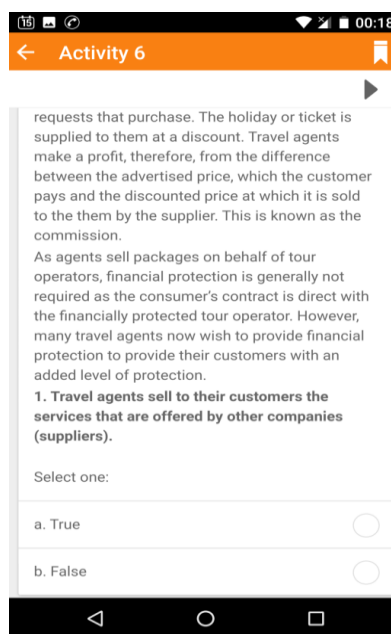 15 00:18
Activity 6
requests that purchase. The holiday or ticket is
supplied to them at a discount. Travel agents
make a profit, therefore, from the difference
between the advertised price, which the customer
pays and the discounted price at which it is sold
to the them by the supplier. This is known as the
commission.
As agents sell packages on behalf of tour
operators, financial protection is generally not
required as the consumer's contract is direct with
the financially protected tour operator. However,
many travel agents now wish to provide financial
protection to provide their customers with an
added level of protection.
1. Travel agents sell to their customers the
services that are offered by other companies
(suppliers).
Select one:
a. True
b. False